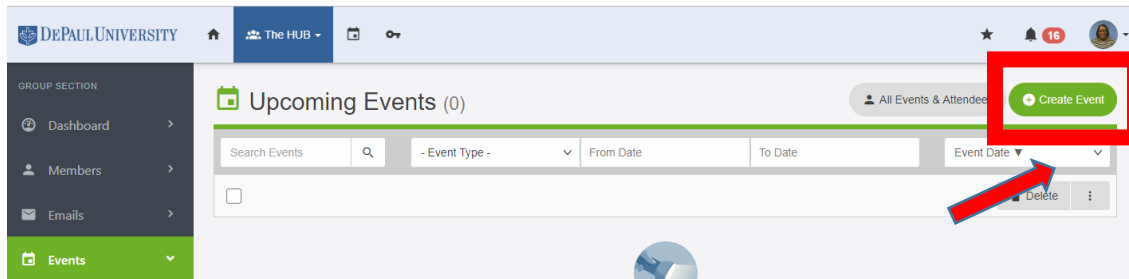 DEPAUL UNIVERSITY
The HUB
16
GROUP SECTION
Dashboard
Members
Emails
Events
Upcoming Events (0)
All Events & Attendee
Create Event
Search Events
- Event Type -
From Date
To Date
Event Date ▼
Delete